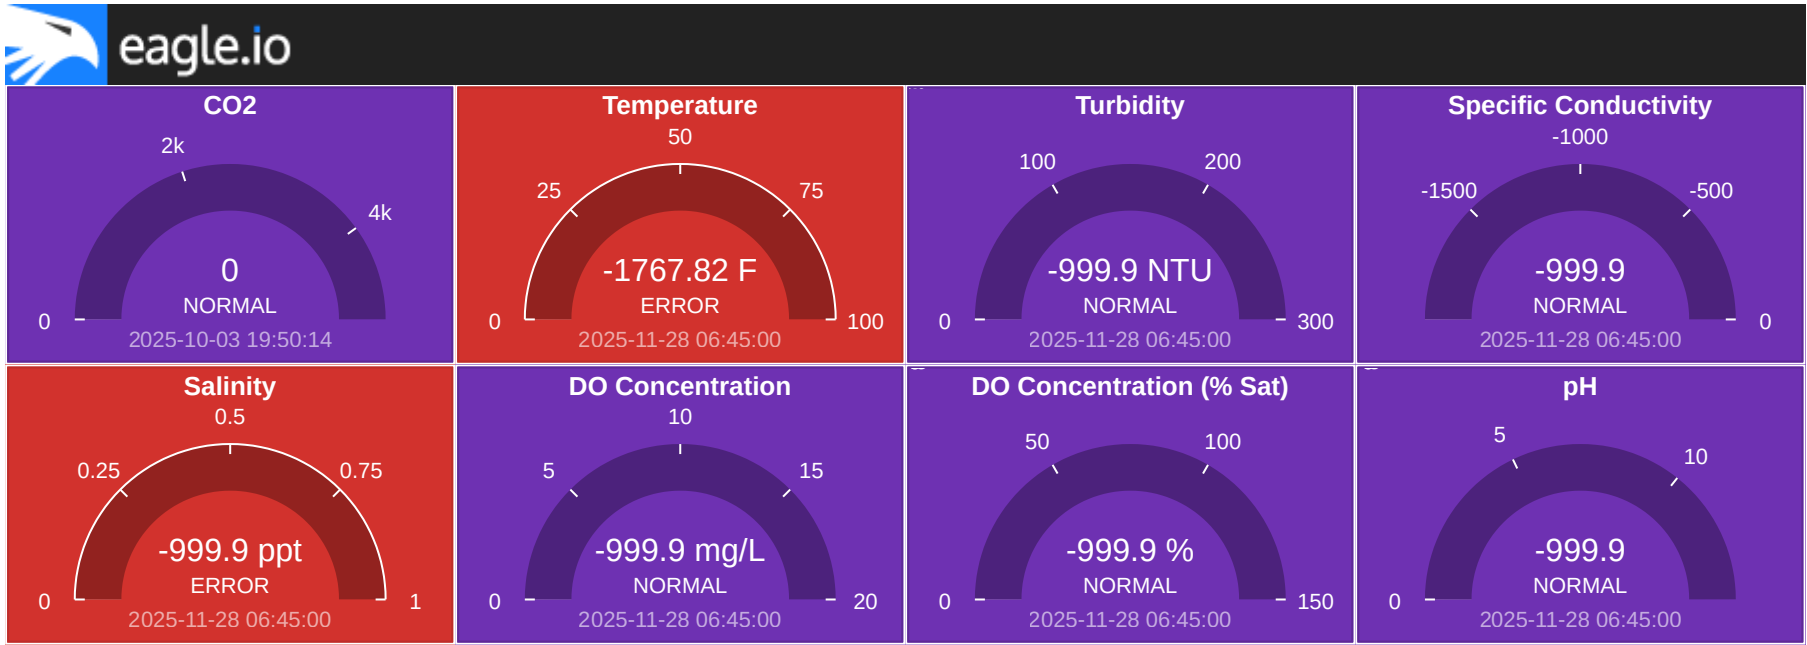 eagle.io
CO2
2k
4k
0
NORMAL
0
2025-10-03 19:50:14
Temperature
50
25
75
-1767.82 F
ERROR
0
100
2025-11-28 06:45:00
Turbidity
100
200
-999.9 NTU
NORMAL
0
300
2025-11-28 06:45:00
Specific Conductivity
-1000
-1500
-500
-999.9
NORMAL
0
2025-11-28 06:45:00
Salinity
0.5
0.25
0.75
-999.9 ppt
ERROR
0
1
2025-11-28 06:45:00
DO Concentration
10
5
15
-999.9 mg/L
NORMAL
0
20
2025-11-28 06:45:00
DO Concentration (% Sat)
50
100
-999.9 %
NORMAL
0
150
2025-11-28 06:45:00
pH
5
10
-999.9
NORMAL
0
2025-11-28 06:45:00